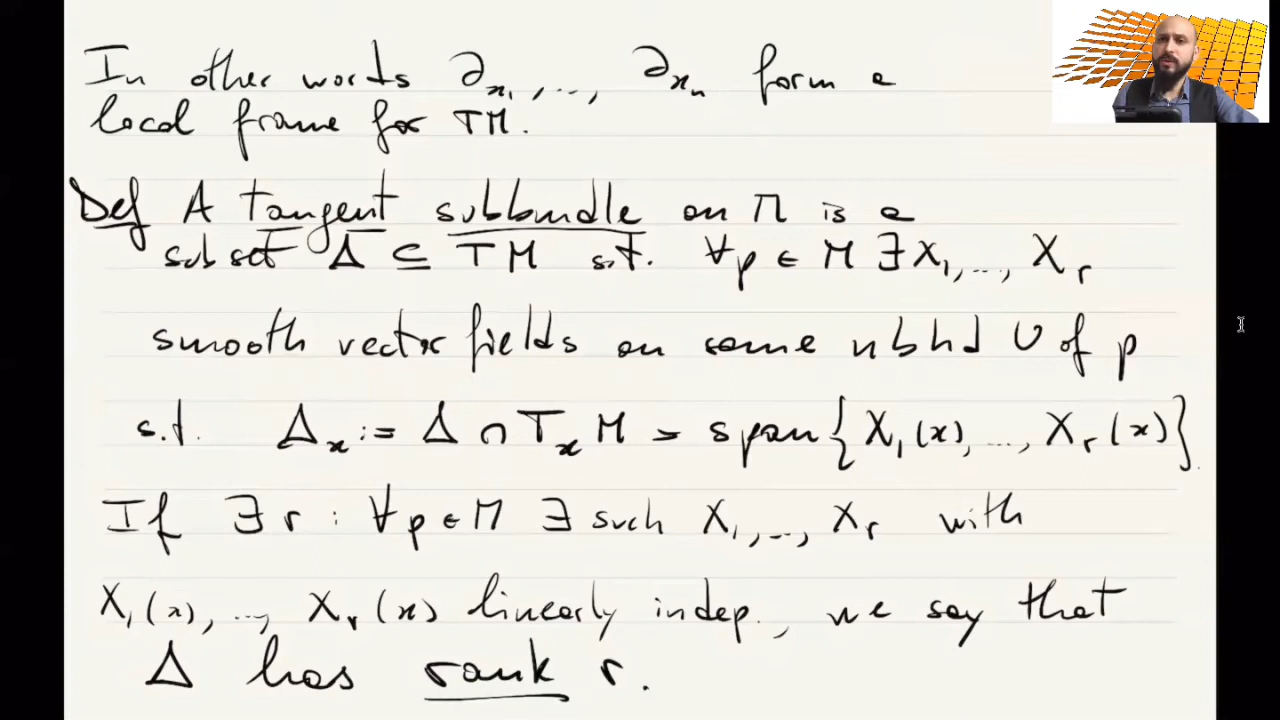 In other words ∂x₁, ..., ∂xₙ form a
local frame for TM.
Def A tangent subbundle on M is a
subset Δ ⊆ TM s.t. ∀p ∈ M ∃ X₁, ..., Xᵣ
smooth vector fields on some nbhd U of p
s.t. Δₓ := Δ ∩ TₓM = span{X₁(x), ..., Xᵣ(x)}.
If ∃ r : ∀p ∈ M ∃ such X₁, ..., Xᵣ with
X₁(x), ..., Xᵣ(x) linearly indep., we say that
Δ has rank r.